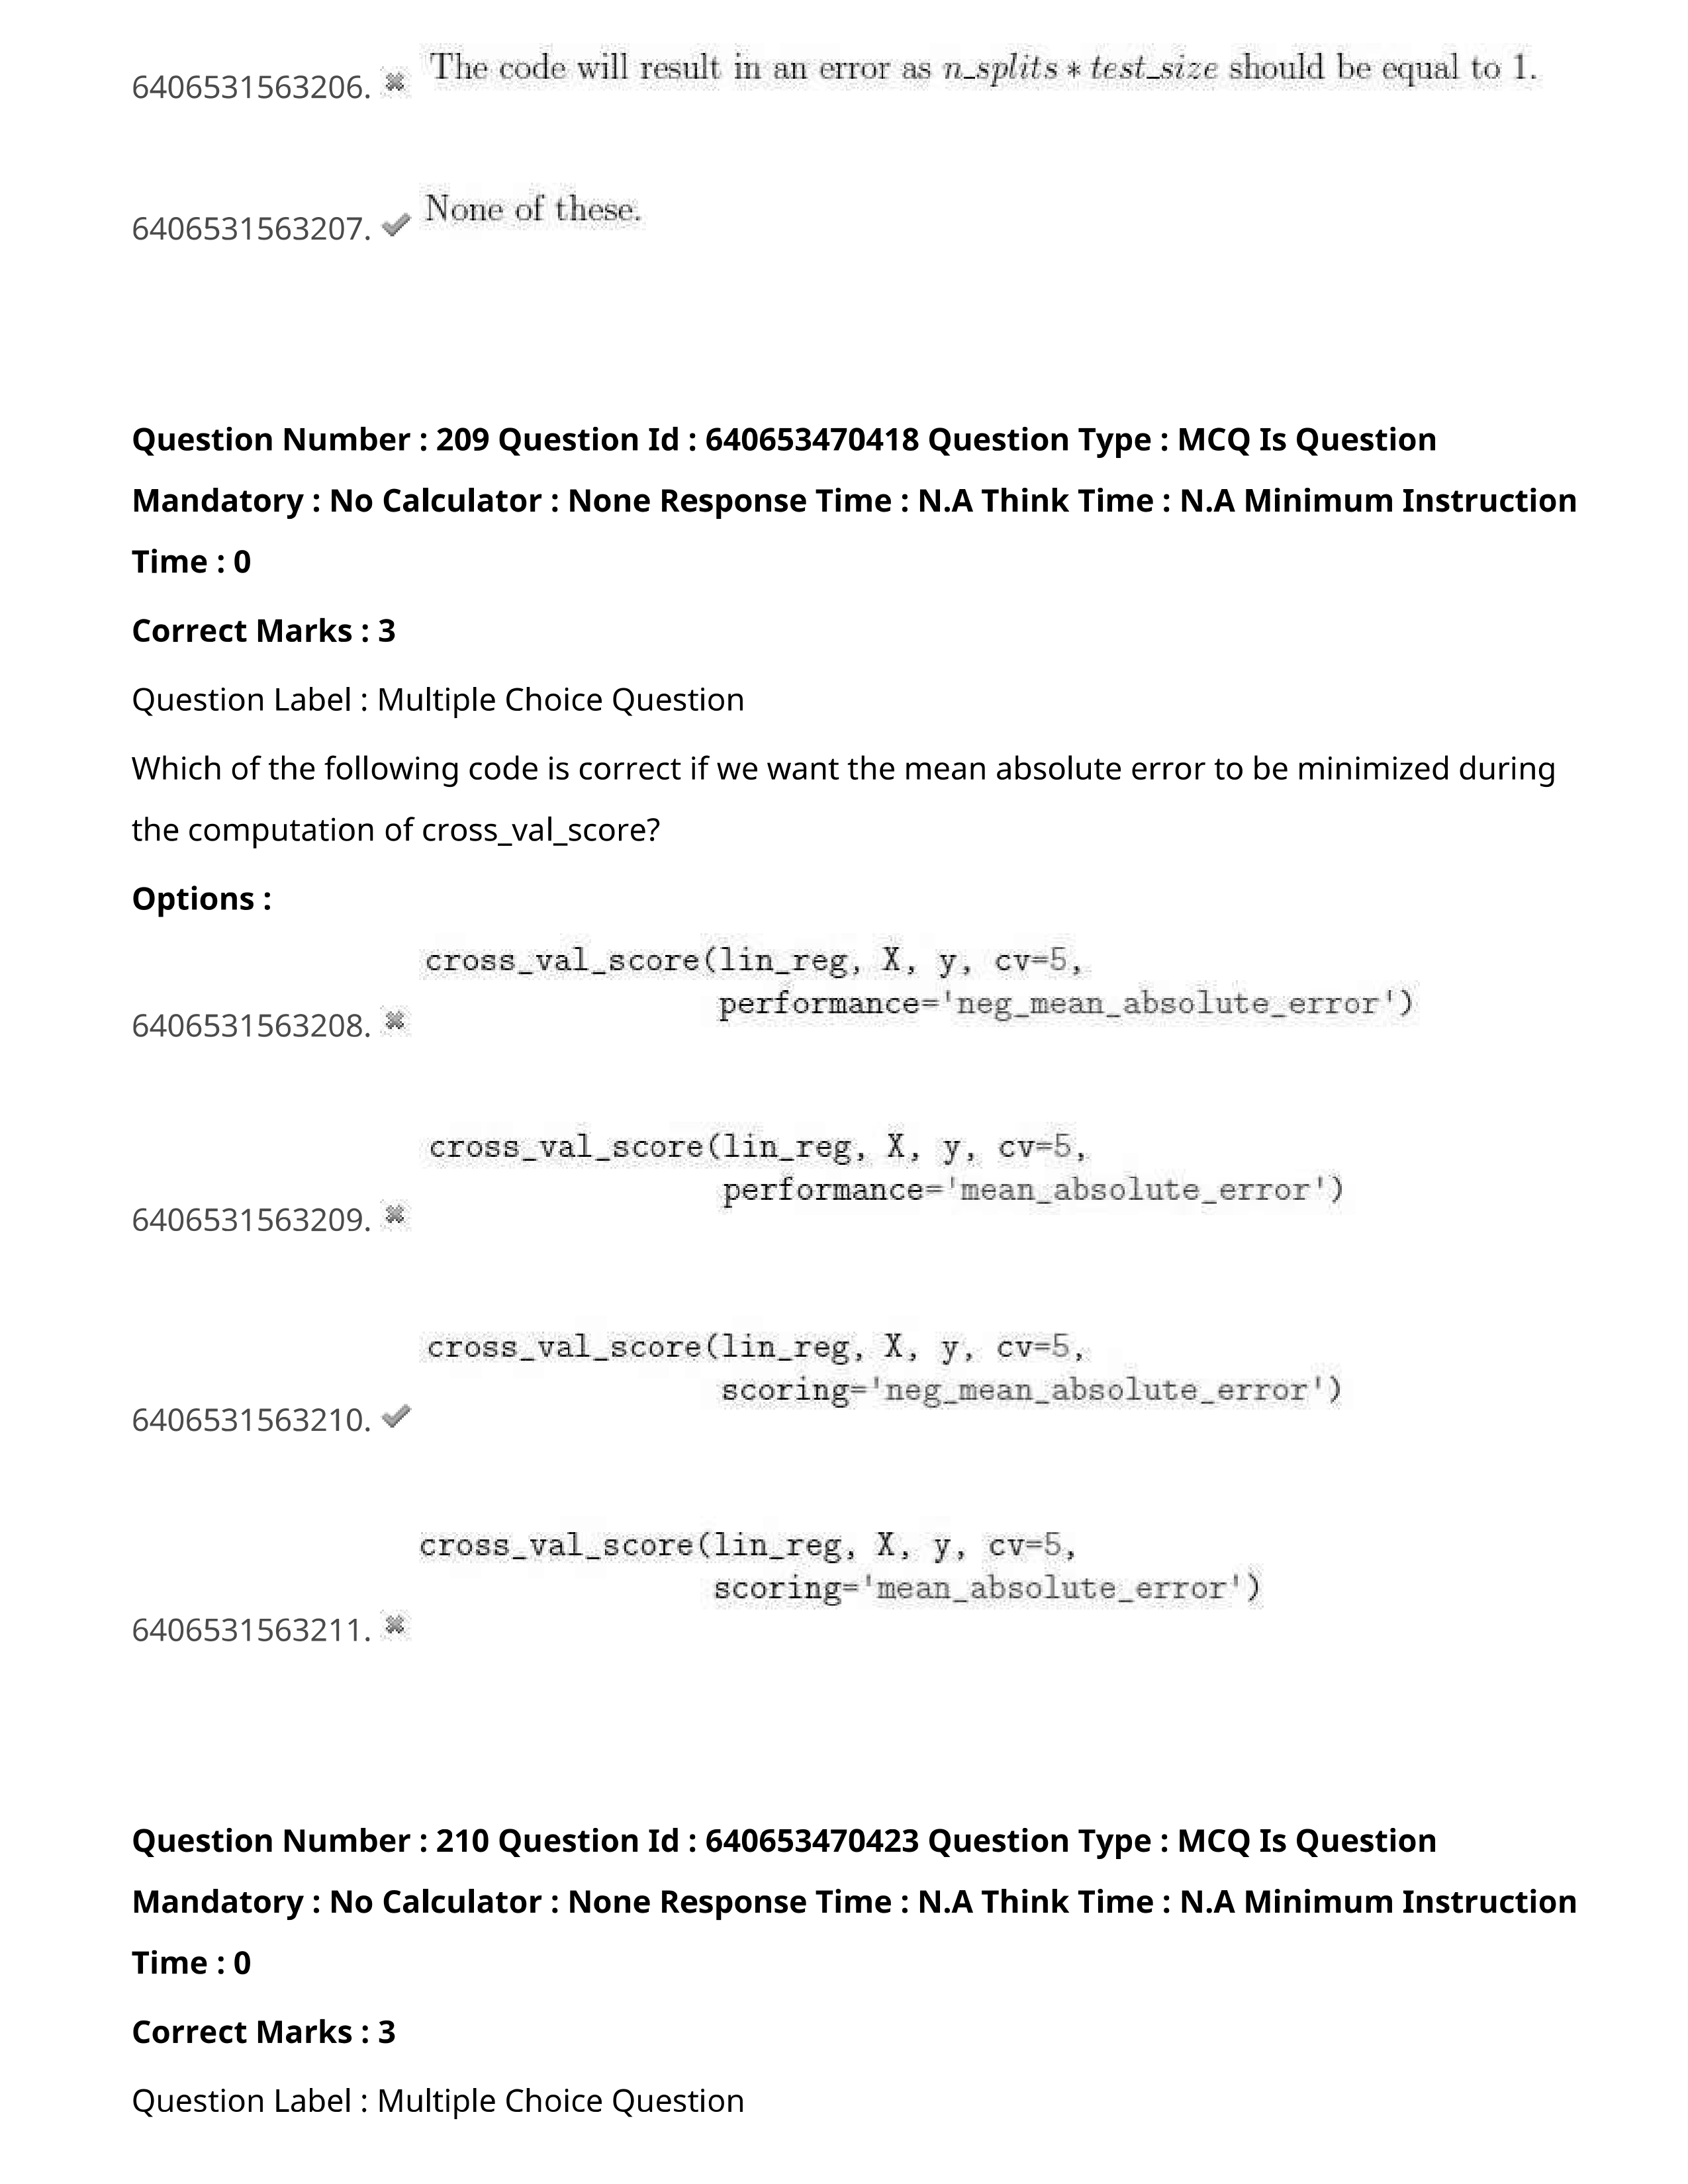 6406531563206. The code will result in an error as n_splits * test_size should be equal to 1.
6406531563207. None of these.
Question Number : 209 Question Id : 640653470418 Question Type : MCQ Is Question
Mandatory : No Calculator : None Response Time : N.A Think Time : N.A Minimum Instruction
Time : 0
Correct Marks : 3
Question Label : Multiple Choice Question
Which of the following code is correct if we want the mean absolute error to be minimized during
the computation of cross_val_score?
Options :
cross_val_score(lin_reg, X, y, cv=5,
performance='neg_mean_absolute_error')
6406531563208.
cross_val_score(lin_reg, X, y, cv=5,
performance='mean_absolute_error')
6406531563209.
cross_val_score(lin_reg, X, y, cv=5,
scoring='neg_mean_absolute_error')
6406531563210.
cross_val_score(lin_reg, X, y, cv=5,
scoring='mean_absolute_error')
6406531563211.
Question Number : 210 Question Id : 640653470423 Question Type : MCQ Is Question
Mandatory : No Calculator : None Response Time : N.A Think Time : N.A Minimum Instruction
Time : 0
Correct Marks : 3
Question Label : Multiple Choice Question